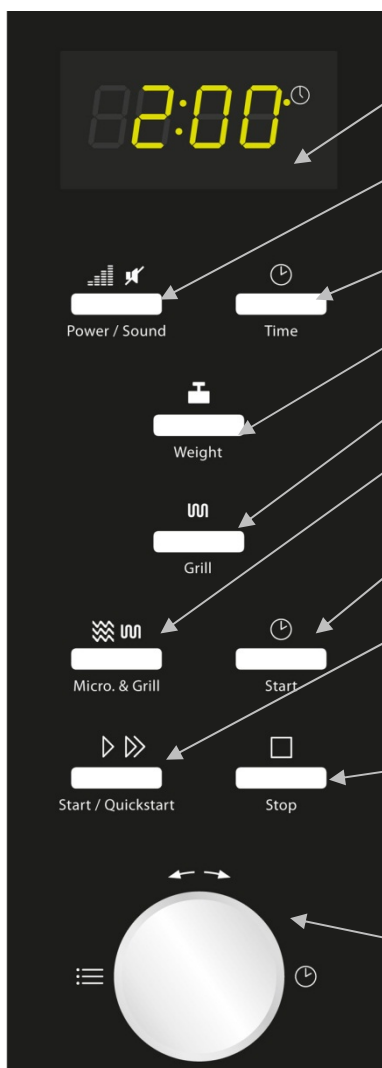 2:00
Power / Sound
Time
Weight
Grill
Micro. & Grill
Start
Start / Quickstart
Stop